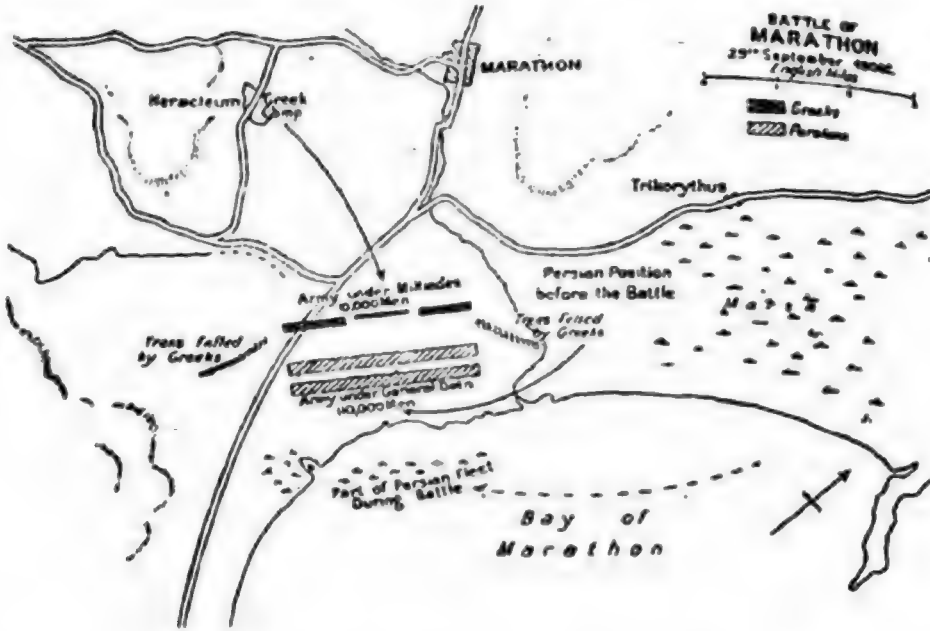 BATTLE OF
MARATHON
29th September, 490BC.
English Miles
Greeks
Persians
MARATHON
Heracleum
Greek
Camp
Trikorythus
Persian Position
before the Battle
Army under Miltiades
10,000 Men
Trees felled
by Greeks
Trees felled
by Greeks
Army under General Datis
110,000 Men
Part of Persian Fleet
During Battle
Bay of
Marathon